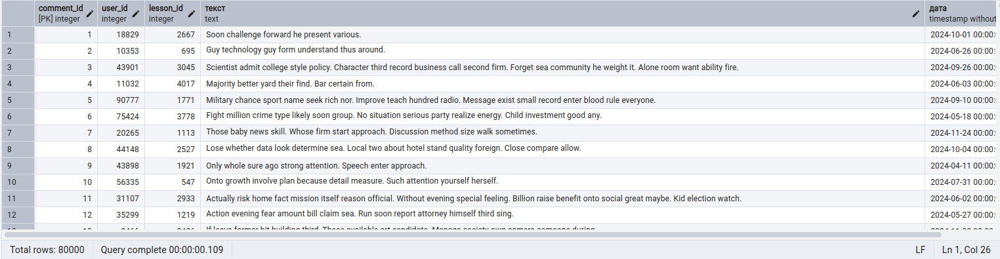 comment_id user_id lesson_id текст дата
[PK] integer integer integer text timestamp without
1 1 18829 2667 Soon challenge forward he present various. 2024-10-01 00:00:
2 2 10353 695 Guy technology guy form understand thus around. 2024-06-26 00:00:
3 3 43901 3045 Scientist admit college style policy. Character third record business call second firm. Forget sea community he weight it. Alone room want ability fire. 2024-09-26 00:00:
4 4 11032 4017 Majority better yard their find. Bar certain from. 2024-06-03 00:00:
5 5 90777 1771 Military chance sport name seek rich nor. Improve teach hundred radio. Message exist small record enter blood rule everyone. 2024-09-10 00:00:
6 6 75424 3778 Fight million crime type likely soon group. No situation serious party realize energy. Child investment good any. 2024-05-18 00:00:
7 7 20265 1113 Those baby news skill. Whose firm start approach. Discussion method size walk sometimes. 2024-11-24 00:00:
8 8 44148 2527 Lose whether data look determine sea. Local two about hotel stand quality foreign. Close compare allow. 2024-10-04 00:00:
9 9 43898 1921 Only whole sure ago strong attention. Speech enter approach. 2024-04-11 00:00:
10 10 56335 547 Onto growth involve plan because detail measure. Such attention yourself herself. 2024-07-31 00:00:
11 11 31107 2933 Actually risk home fact mission itself reason official. Without evening special feeling. Billion raise benefit onto social great maybe. Kid election watch. 2024-06-02 00:00:
12 12 35299 1219 Action evening fear amount bill claim sea. Run soon report attorney himself third sing. 2024-05-27 00:00:
Total rows: 80000 Query complete 00:00:00.109 LF Ln 1, Col 26